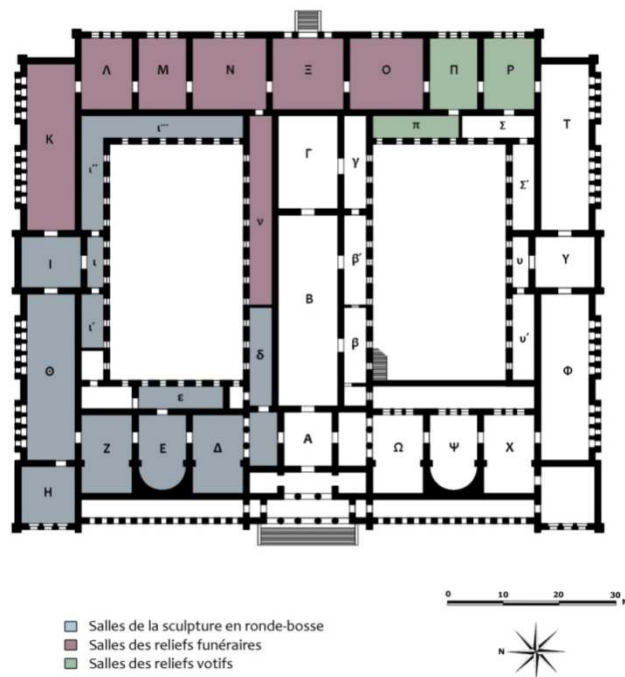 Λ Μ Ν Ξ Ο Π Ρ
Κ ι''' Γ γ π Σ Τ
ι'' ν Σ΄
Ι ι Β β΄ υ Υ
Θ ι΄ δ β υ΄ Φ
ε
Ζ Ε Δ Α Ω Ψ Χ
Η
0 10 20 30
Salles de la sculpture en ronde-bosse
Salles des reliefs funéraires
Salles des reliefs votifs
N